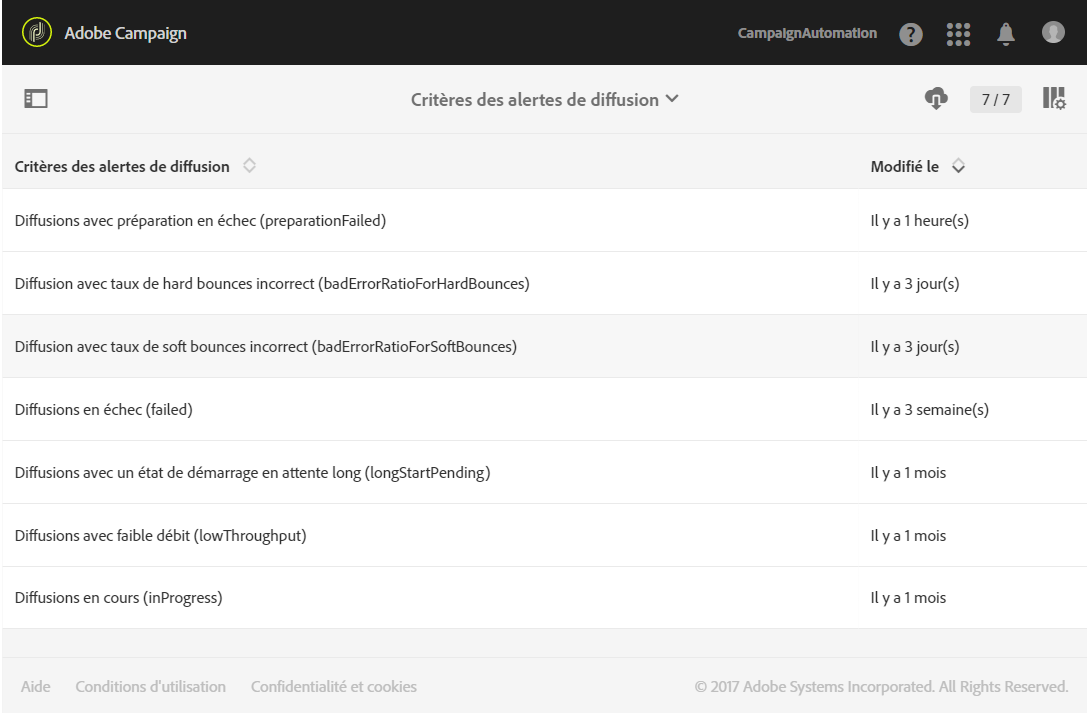 Adobe Campaign
CampaignAutomation
?
Critères des alertes de diffusion
7 / 7
Critères des alertes de diffusion
Modifié le
Diffusions avec préparation en échec (preparationFailed)
Il y a 1 heure(s)
Diffusion avec taux de hard bounces incorrect (badErrorRatioForHardBounces)
Il y a 3 jour(s)
Diffusion avec taux de soft bounces incorrect (badErrorRatioForSoftBounces)
Il y a 3 jour(s)
Diffusions en échec (failed)
Il y a 3 semaine(s)
Diffusions avec un état de démarrage en attente long (longStartPending)
Il y a 1 mois
Diffusions avec faible débit (lowThroughput)
Il y a 1 mois
Diffusions en cours (inProgress)
Il y a 1 mois
Aide
Conditions d'utilisation
Confidentialité et cookies
© 2017 Adobe Systems Incorporated. All Rights Reserved.